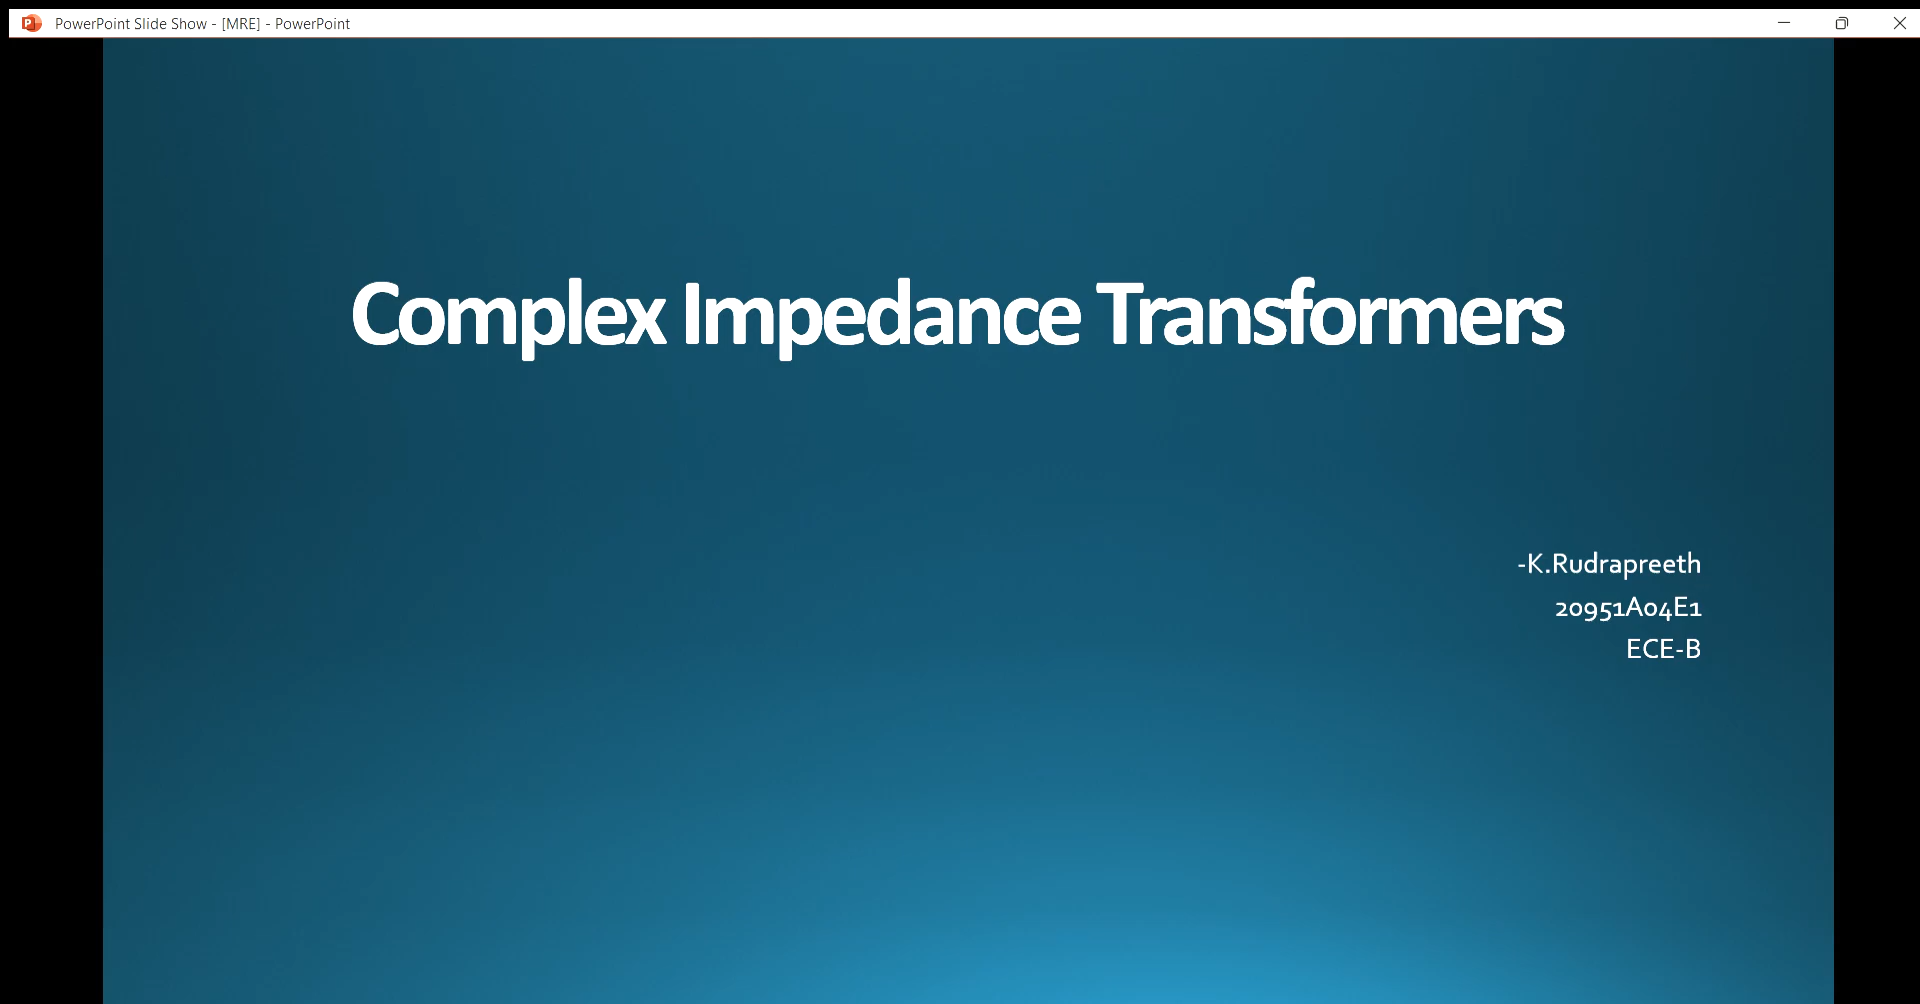 PowerPoint Slide Show - [MRE] - PowerPoint
Complex Impedance Transformers
-K.Rudrapreeth
20951A04E1
ECE-B